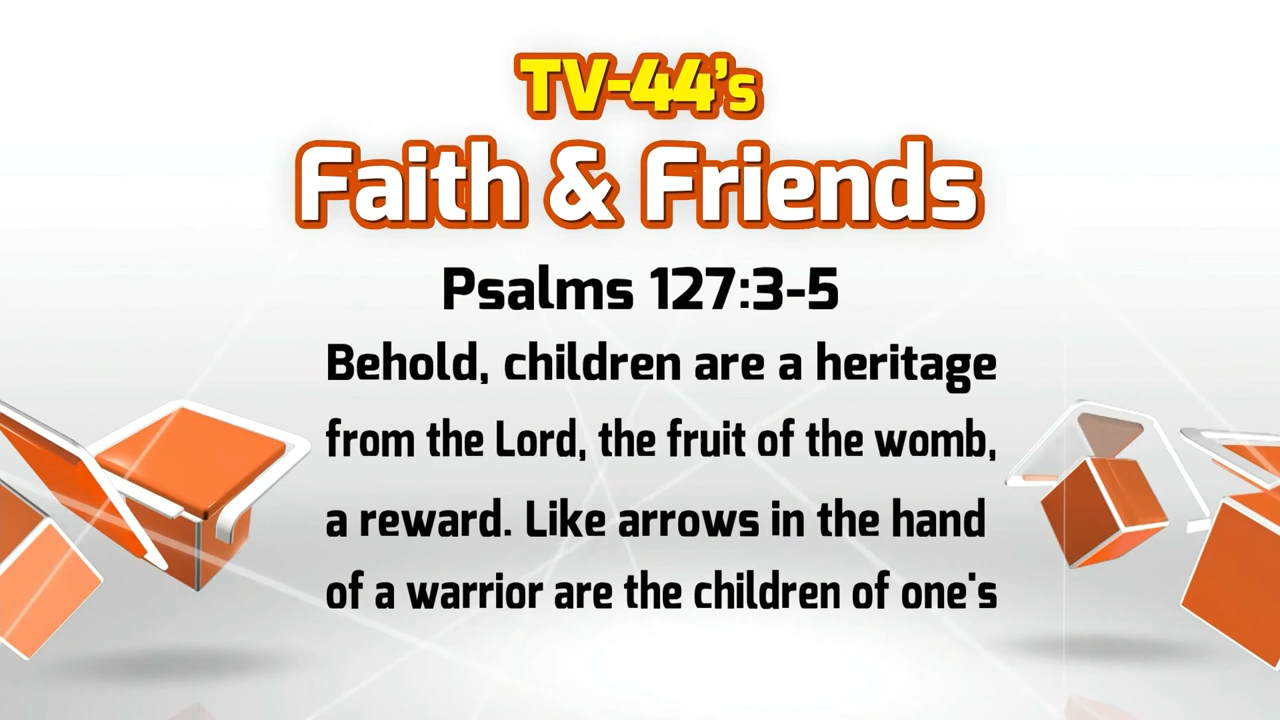 TV-44's
Faith & Friends
Psalms 127:3-5
Behold, children are a heritage
from the Lord, the fruit of the womb,
a reward. Like arrows in the hand
of a warrior are the children of one's